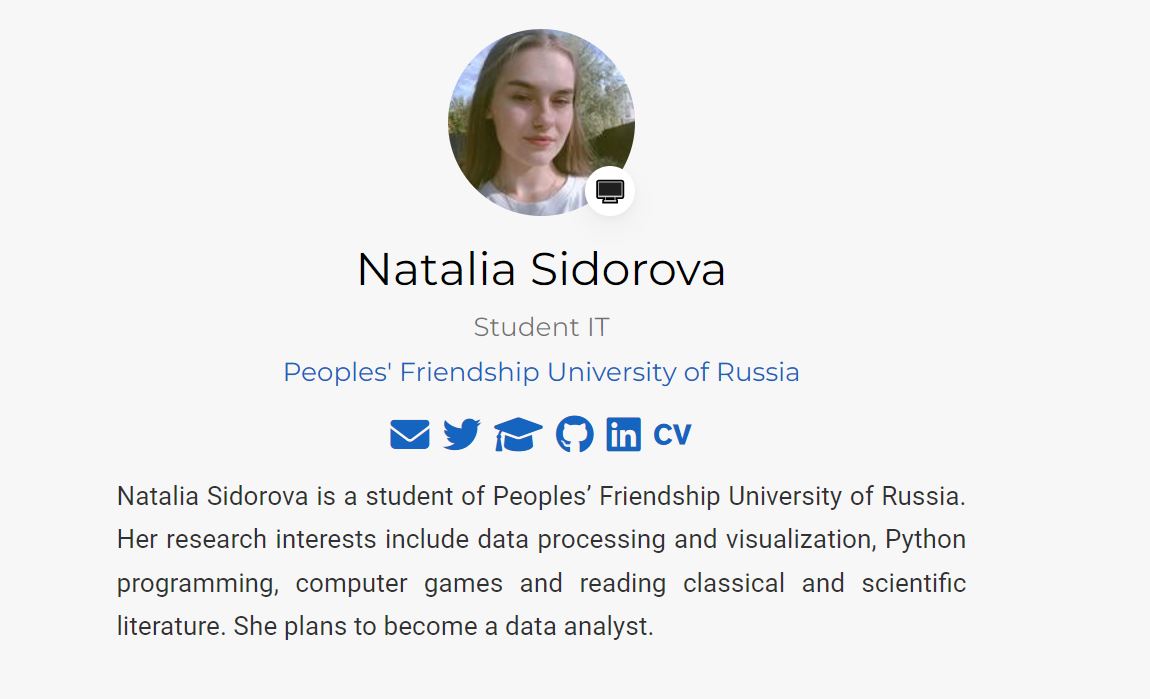 Natalia Sidorova
Student IT
Peoples' Friendship University of Russia
in CV
Natalia Sidorova is a student of Peoples’ Friendship University of Russia.
Her research interests include data processing and visualization, Python
programming, computer games and reading classical and scientific
literature. She plans to become a data analyst.